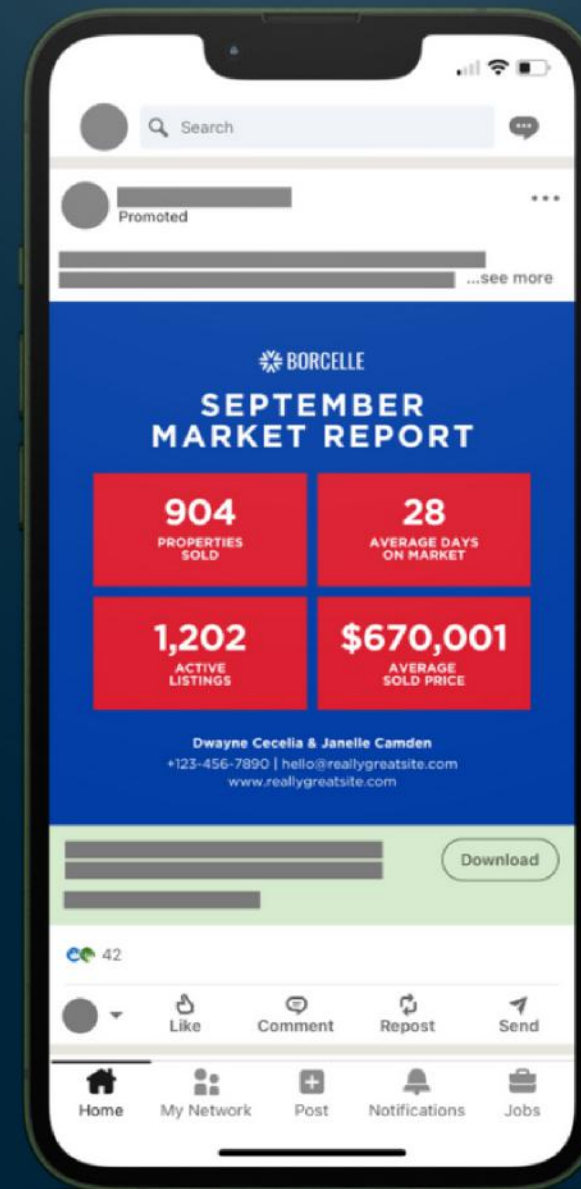 Search
Promoted
...see more
BORCELLE
SEPTEMBER
MARKET REPORT
904
PROPERTIES
SOLD
28
AVERAGE DAYS
ON MARKET
1,202
ACTIVE
LISTINGS
$670,001
AVERAGE
SOLD PRICE
Dwayne Cecelia & Janelle Camden
+123-456-7890 | hello@reallygreatsite.com
www.reallygreatsite.com
Download
42
Like
Comment
Repost
Send
Home
My Network
Post
Notifications
Jobs